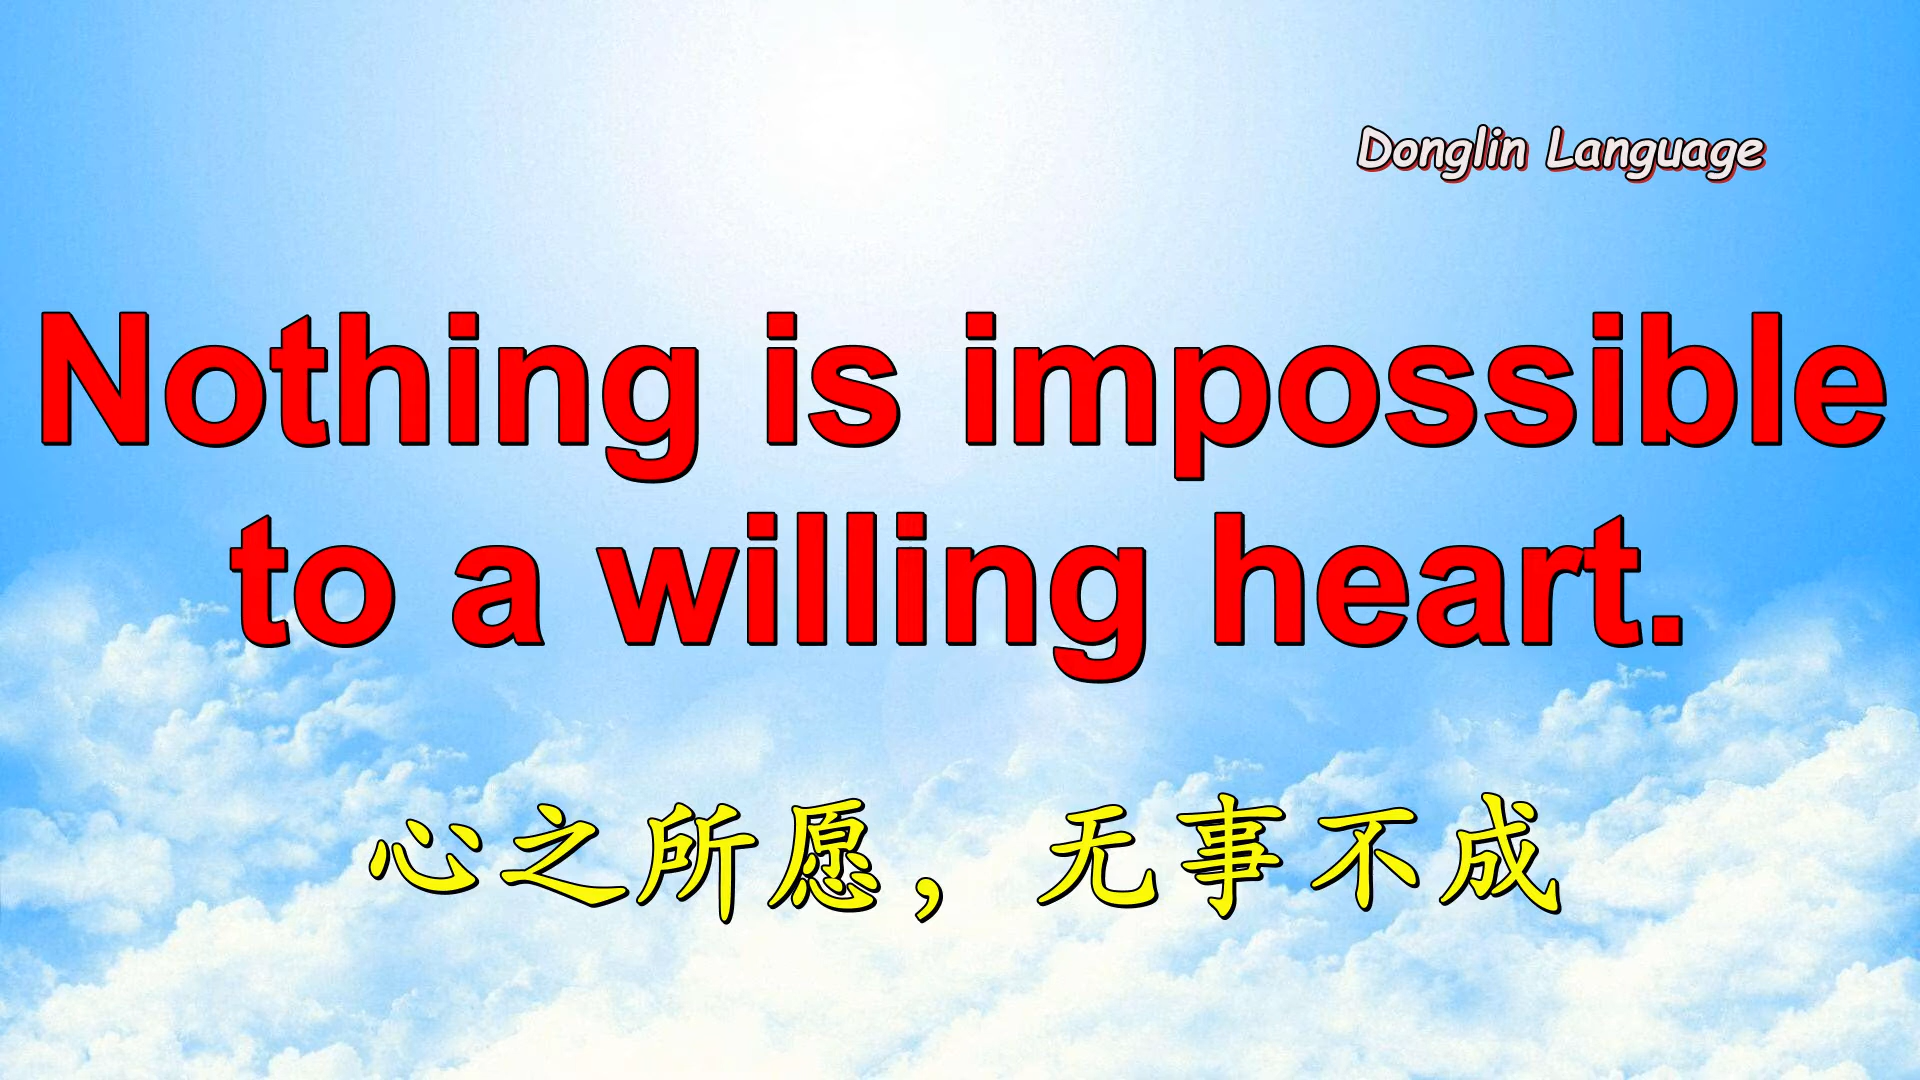 Donglin Language
Nothing is impossible
to a willing heart.
心之所愿，无事不成